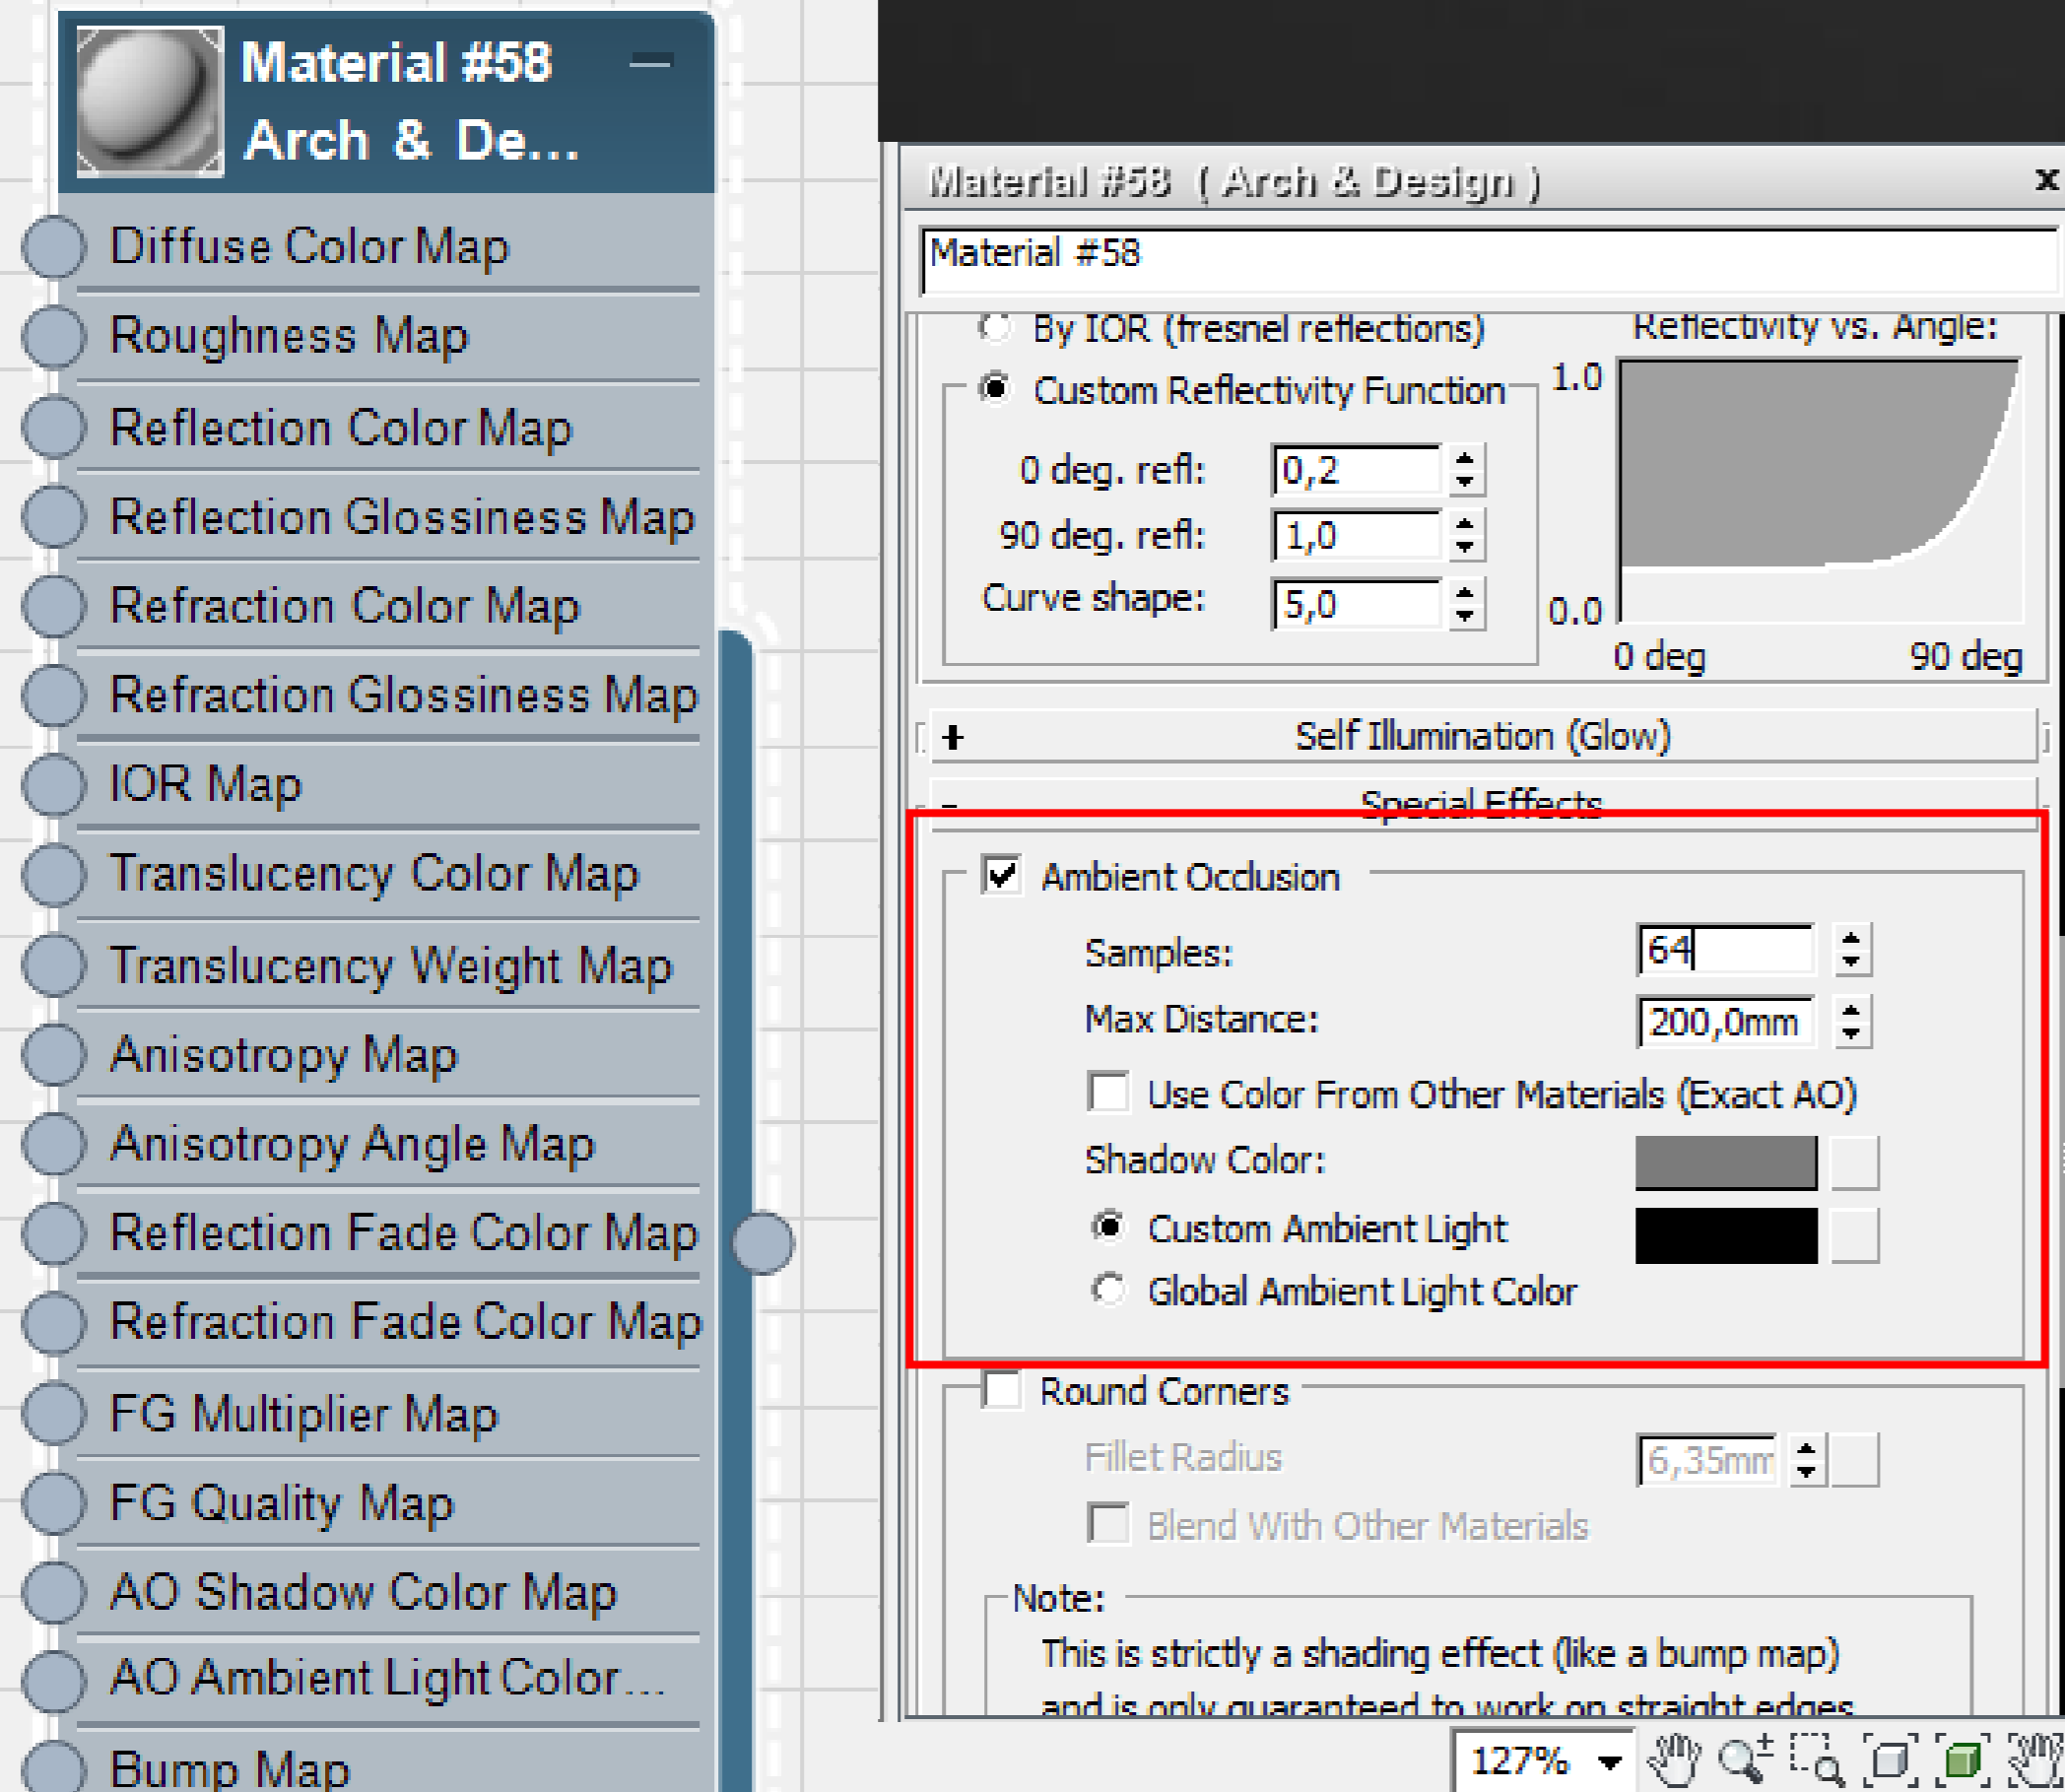 Material #58
Arch & De...
Diffuse Color Map
Roughness Map
Reflection Color Map
Reflection Glossiness Map
Refraction Color Map
Refraction Glossiness Map
IOR Map
Translucency Color Map
Translucency Weight Map
Anisotropy Map
Anisotropy Angle Map
Reflection Fade Color Map
Refraction Fade Color Map
FG Multiplier Map
FG Quality Map
AO Shadow Color Map
AO Ambient Light Color...
Bump Map
Material #58 ( Arch & Design ) x
Material #58
By IOR (fresnel reflections)
Reflectivity vs. Angle:
Custom Reflectivity Function
0 deg. refl: 0,2
90 deg. refl: 1,0
Curve shape: 5,0
1.0
0.0
0 deg 90 deg
+ Self Illumination (Glow)
- Special Effects
Ambient Occlusion
Samples: 64
Max Distance: 200,0mm
Use Color From Other Materials (Exact AO)
Shadow Color:
Custom Ambient Light
Global Ambient Light Color
Round Corners
Fillet Radius 6,35mm
Blend With Other Materials
Note:
This is strictly a shading effect (like a bump map)
and is only guaranteed to work on straight edges
127%